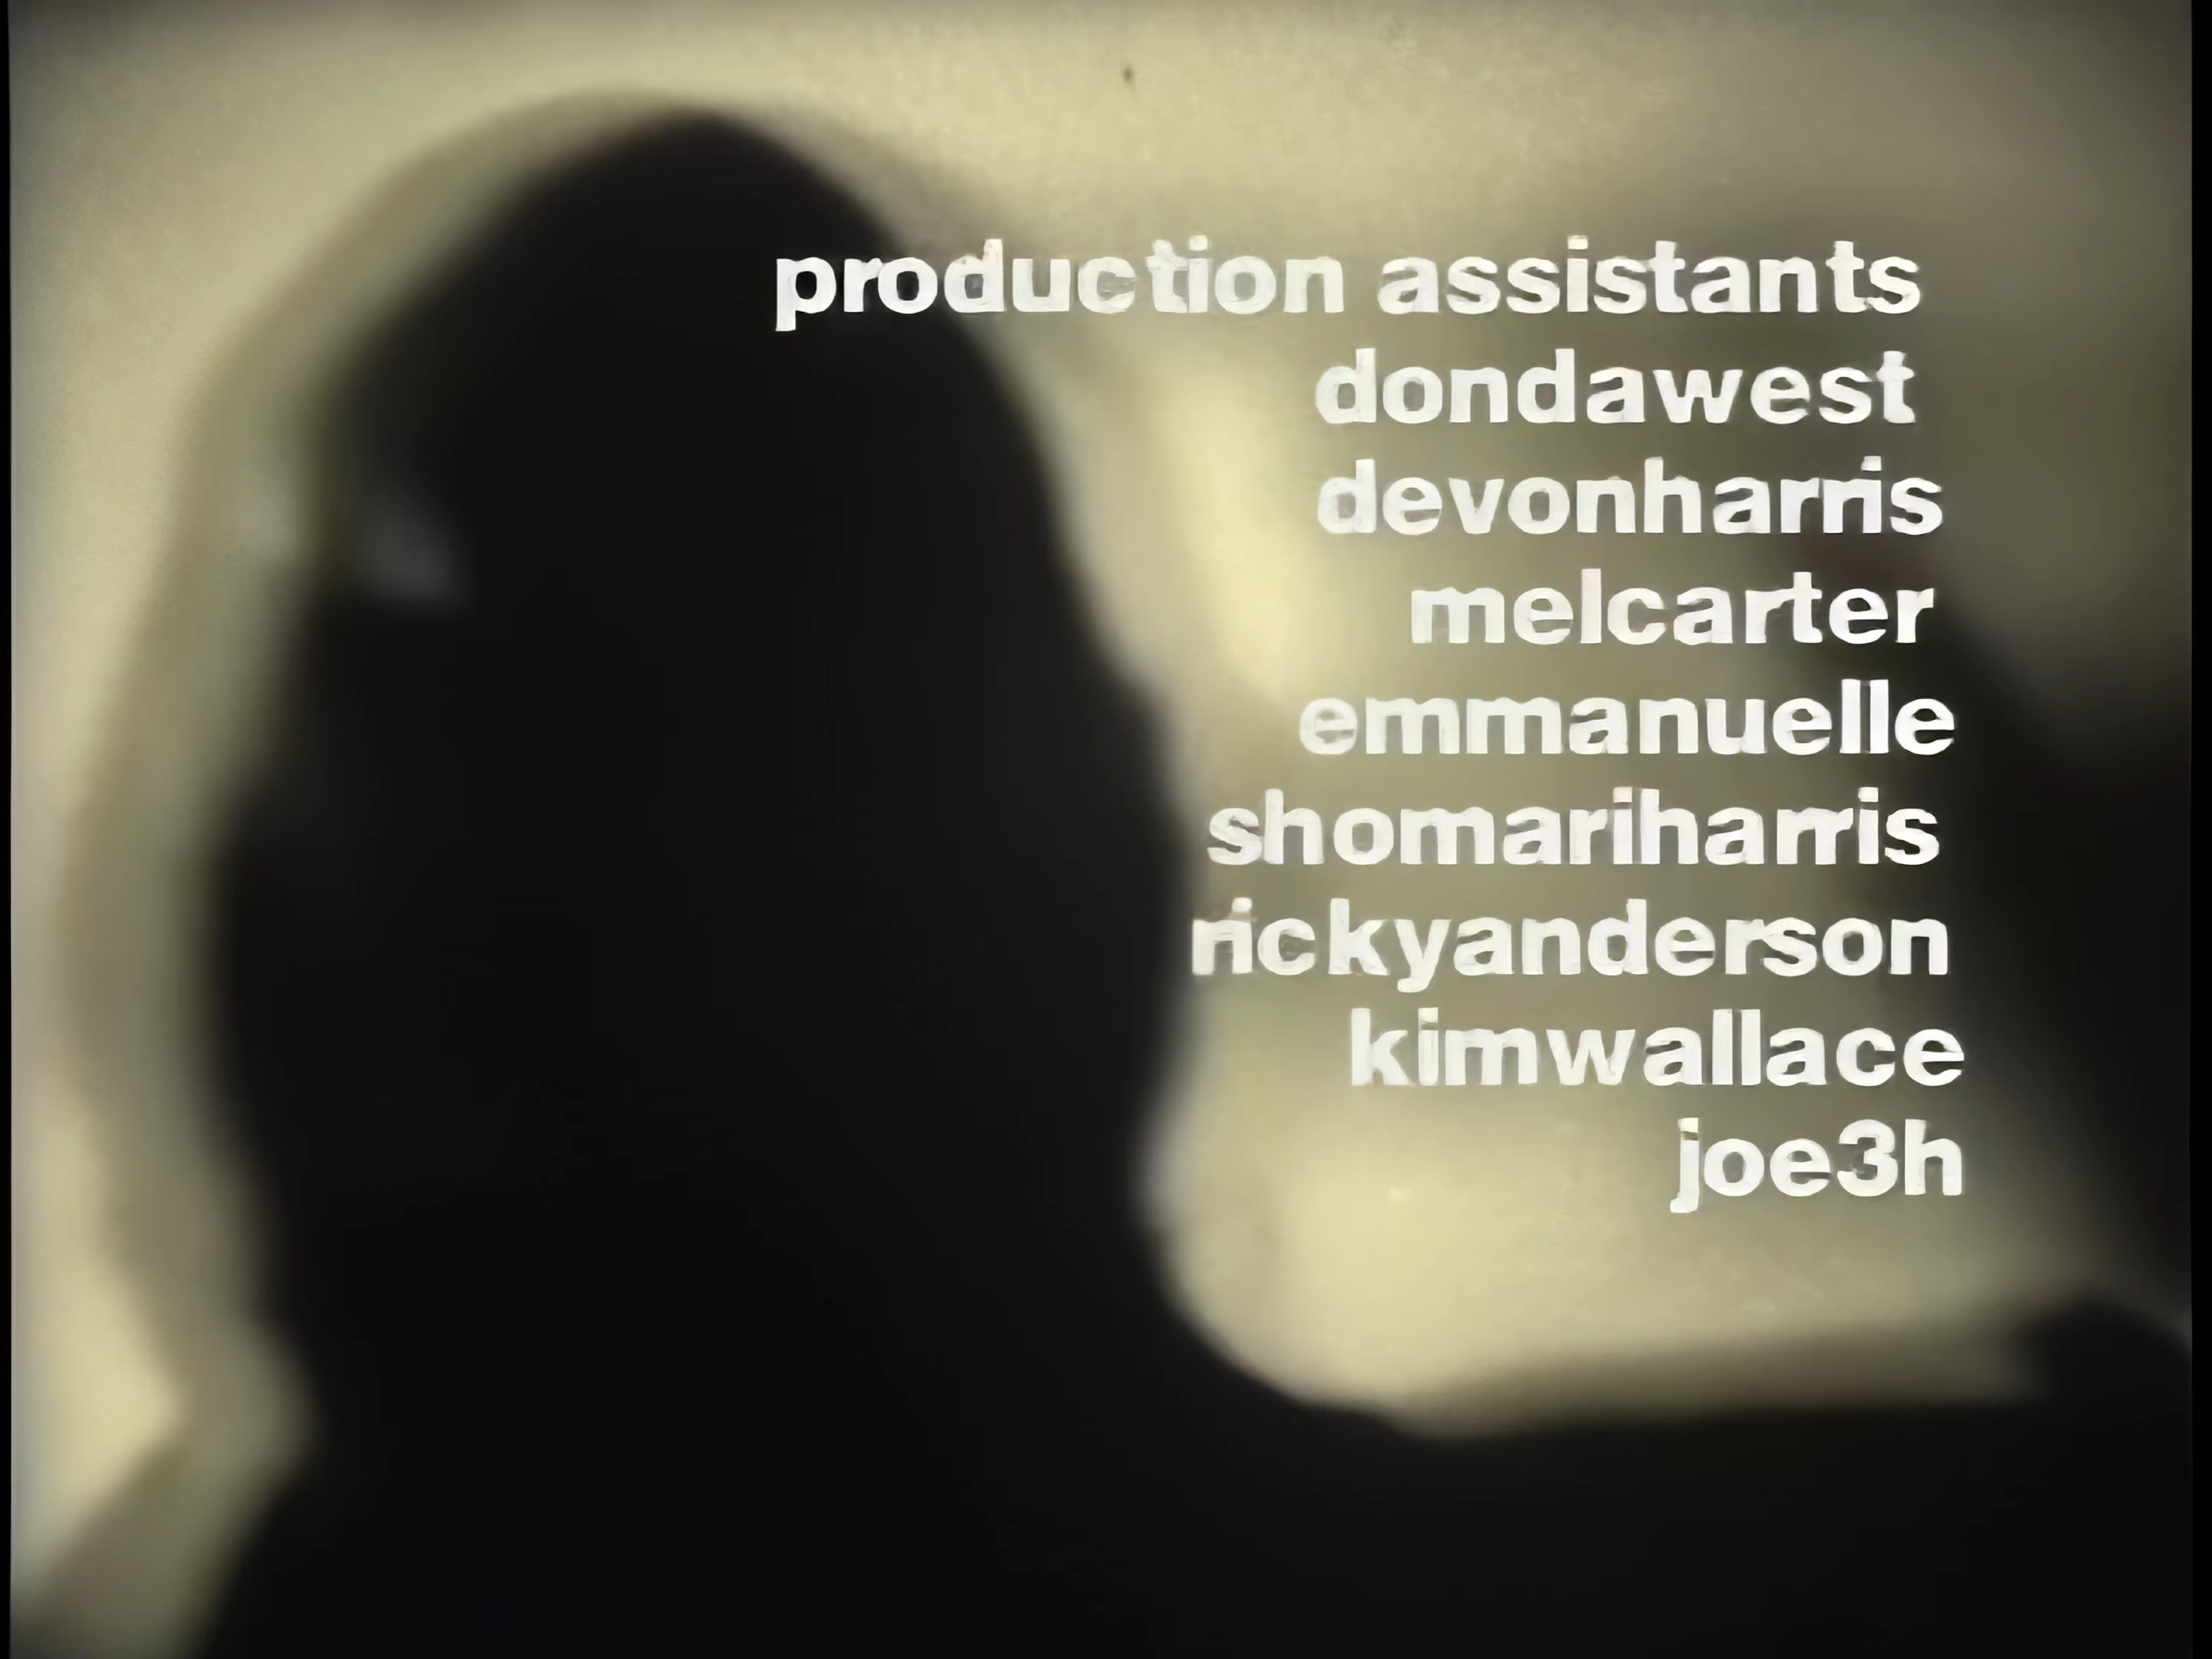 production assistants
dondawest
devonharris
melcarter
emmanuelle
shomariharris
rickyanderson
kimwallace
joe3h